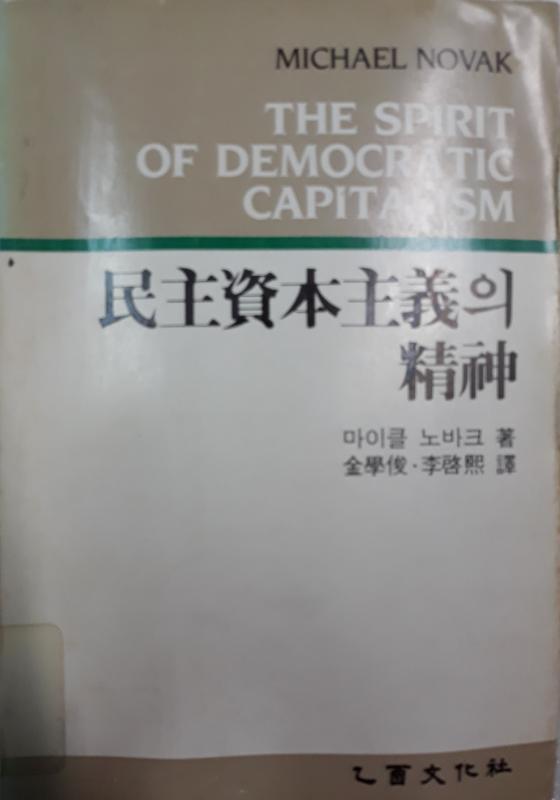 MICHAEL NOVAK
THE SPIRIT
OF DEMOCRATIC
CAPITALISM
民主資本主義의
精神
마이클 노바크 著
金學俊·李啓熙 譯
乙酉文化社